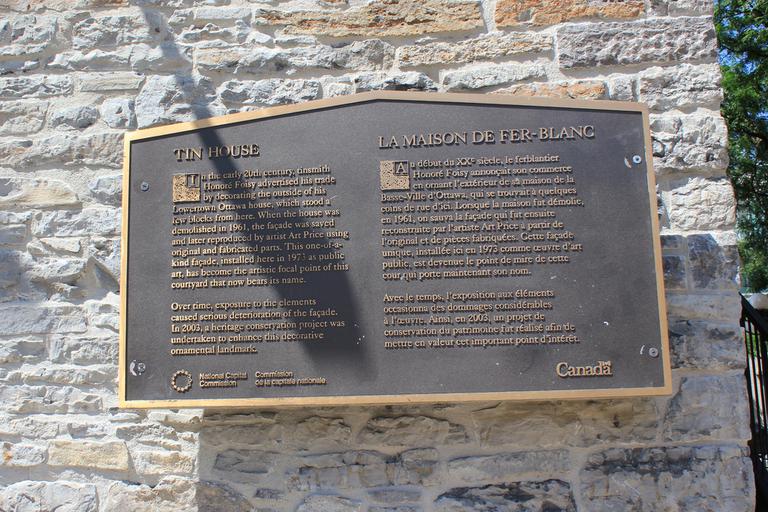 TIN HOUSE
In the early 20th century, tinsmith
Honoré Foisy advertised his trade
by decorating the outside of his
Lowertown Ottawa house, which stood a
few blocks from here. When the house was
demolished in 1961, the façade was saved
and later reproduced by artist Art Price using
original and fabricated parts. This one-of-a-
kind façade, installed here in 1973 as public
art, has become the artistic focal point of this
courtyard that now bears its name.
Over time, exposure to the elements
caused serious deterioration of the façade.
In 2003, a heritage conservation project was
undertaken to enhance this decorative
ornamental landmark.
National Capital
Commission
Commission
de la capitale nationale
LA MAISON DE FER-BLANC
Au début du XXe siècle, le ferblantier
Honoré Foisy annonçait son commerce
en ornant l'extérieur de sa maison de la
Basse-Ville d'Ottawa, qui se trouvait à quelques
coins de rue d'ici. Lorsque la maison fut démolie,
en 1961, on sauva la façade qui fut ensuite
reconstruite par l'artiste Art Price à partir de
l'original et de pièces fabriquées. Cette façade
unique, installée ici en 1973 comme œuvre d'art
public, est devenue le point de mire de cette
cour qui porte maintenant son nom.
Avec le temps, l'exposition aux éléments
occasionna des dommages considérables
à l'œuvre. Ainsi, en 2003, un projet de
conservation du patrimoine fut réalisé afin de
mettre en valeur cet important point d'intérêt.
Canada